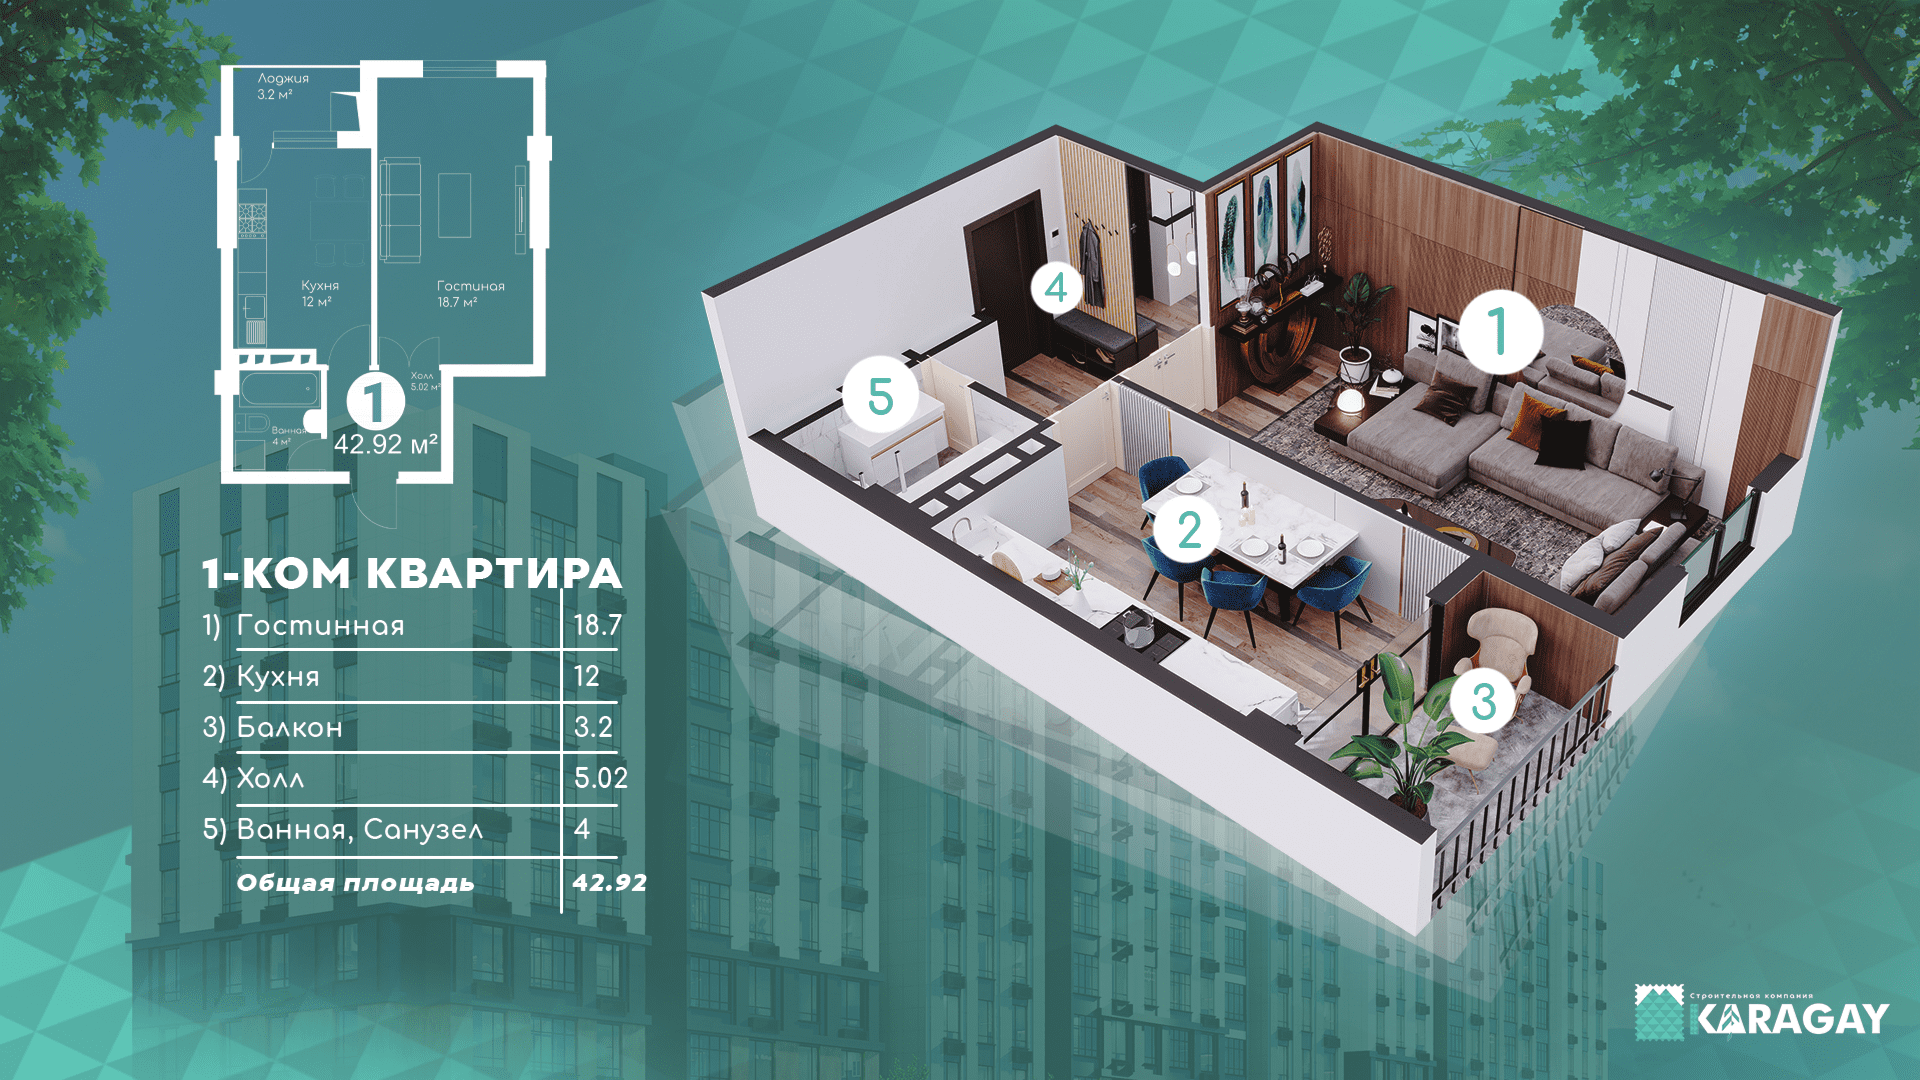 Лоджия
3.2 м²
Кухня
12 м²
Гостиная
18.7 м²
Холл
5.02 м²
Ванная
4 м²
1
42.92 м²
1-КОМ КВАРТИРА
1) Гостинная 18.7
2) Кухня 12
3) Балкон 3.2
4) Холл 5.02
5) Ванная, Санузел 4
Общая площадь 42.92
4
1
5
2
3
Строительная компания
KARAGAY